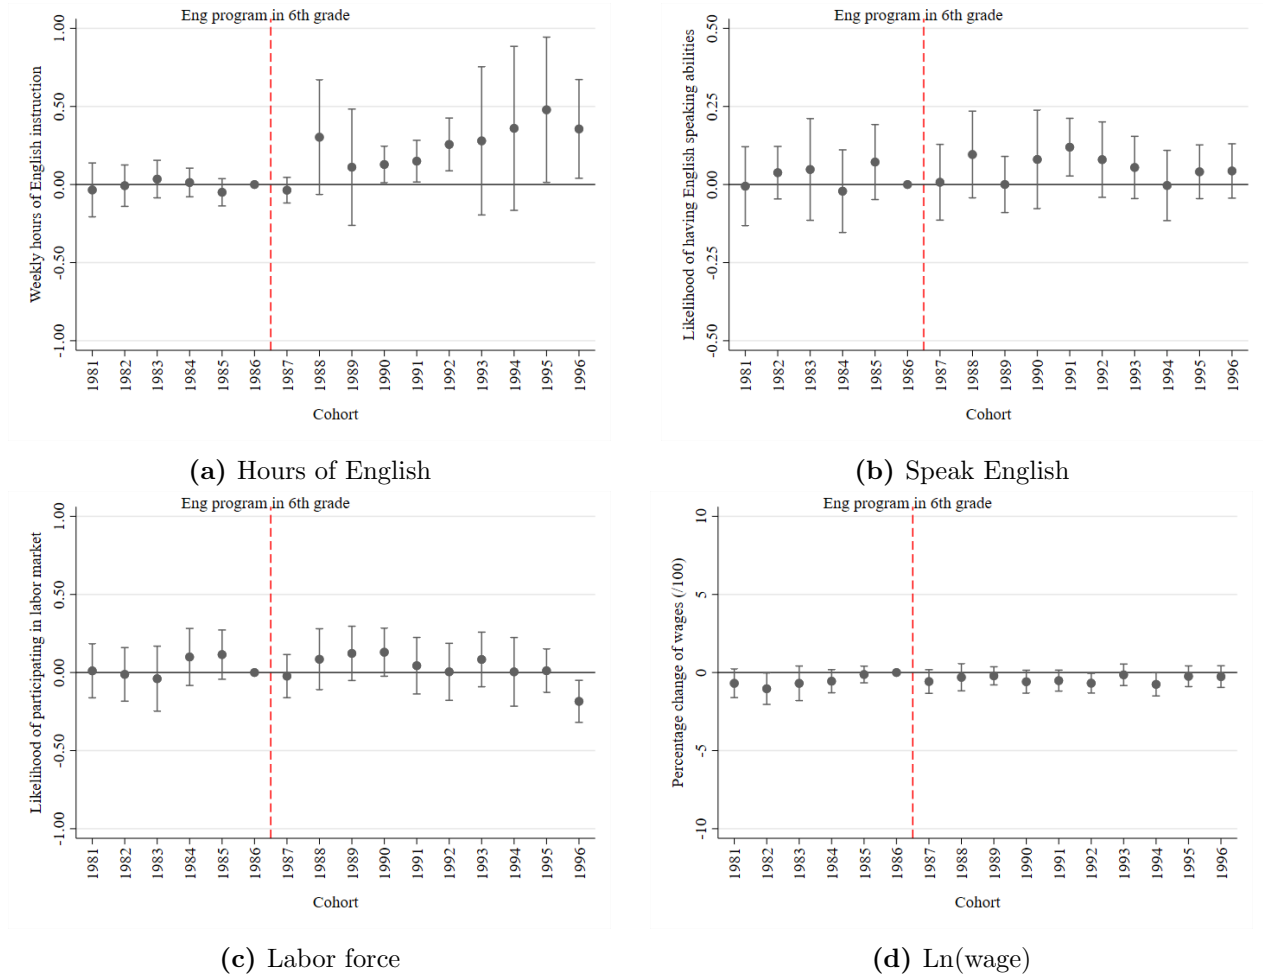 Eng program in 6th grade
Weekly hours of English instruction
1.00
0.50
0.00
-0.50
-1.00
1981 1982 1983 1984 1985 1986 1987 1988 1989 1990 1991 1992 1993 1994 1995 1996
Cohort
(a) Hours of English
Eng program in 6th grade
Likelihood of having English speaking abilities
0.50
0.25
0.00
-0.25
-0.50
1981 1982 1983 1984 1985 1986 1987 1988 1989 1990 1991 1992 1993 1994 1995 1996
Cohort
(b) Speak English
Eng program in 6th grade
Likelihood of participating in labor market
1.00
0.50
0.00
-0.50
-1.00
1981 1982 1983 1984 1985 1986 1987 1988 1989 1990 1991 1992 1993 1994 1995 1996
Cohort
(c) Labor force
Eng program in 6th grade
Percentage change of wages (/100)
10
5
0
-5
-10
1981 1982 1983 1984 1985 1986 1987 1988 1989 1990 1991 1992 1993 1994 1995 1996
Cohort
(d) Ln(wage)